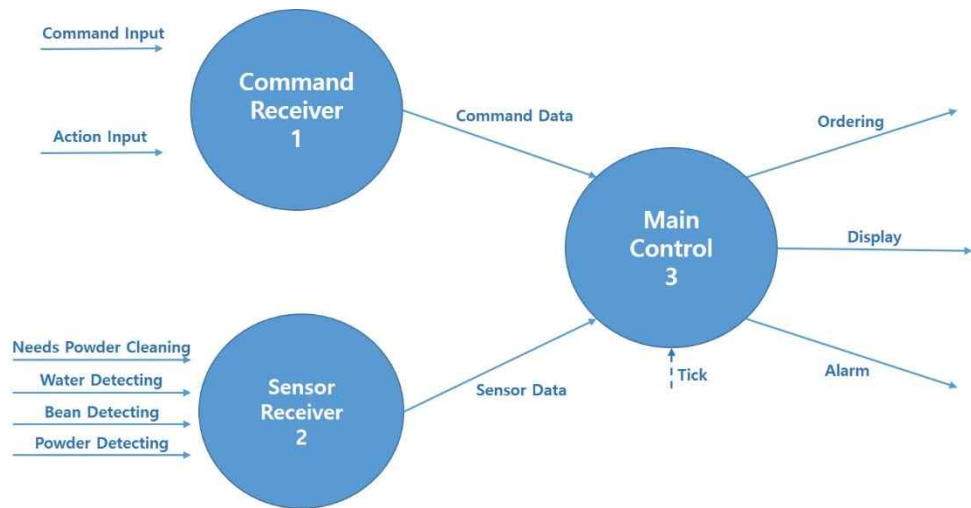 Command Input
Action Input
Command
Receiver
1
Command Data
Needs Powder Cleaning
Water Detecting
Bean Detecting
Powder Detecting
Sensor
Receiver
2
Sensor Data
Main
Control
3
Tick
Ordering
Display
Alarm